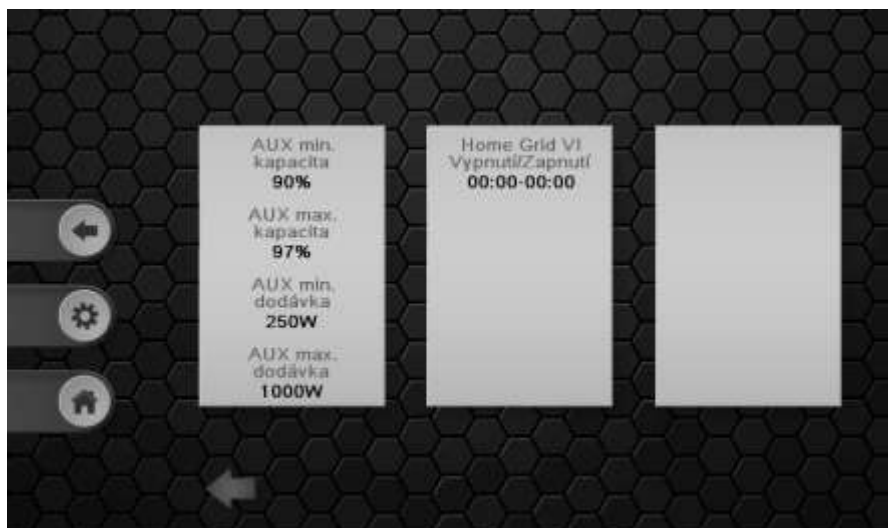 AUX min.
kapacita
90%
AUX max.
kapacita
97%
AUX min.
dodávka
250W
AUX max.
dodávka
1000W
Home Grid VI
Vypnutí/Zapnutí
00:00-00:00